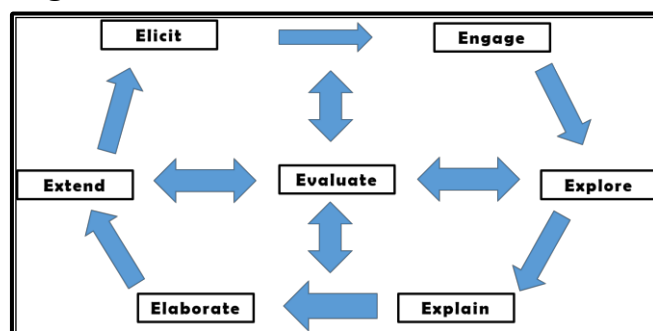 Elicit
Engage
Extend
Evaluate
Explore
Elaborate
Explain